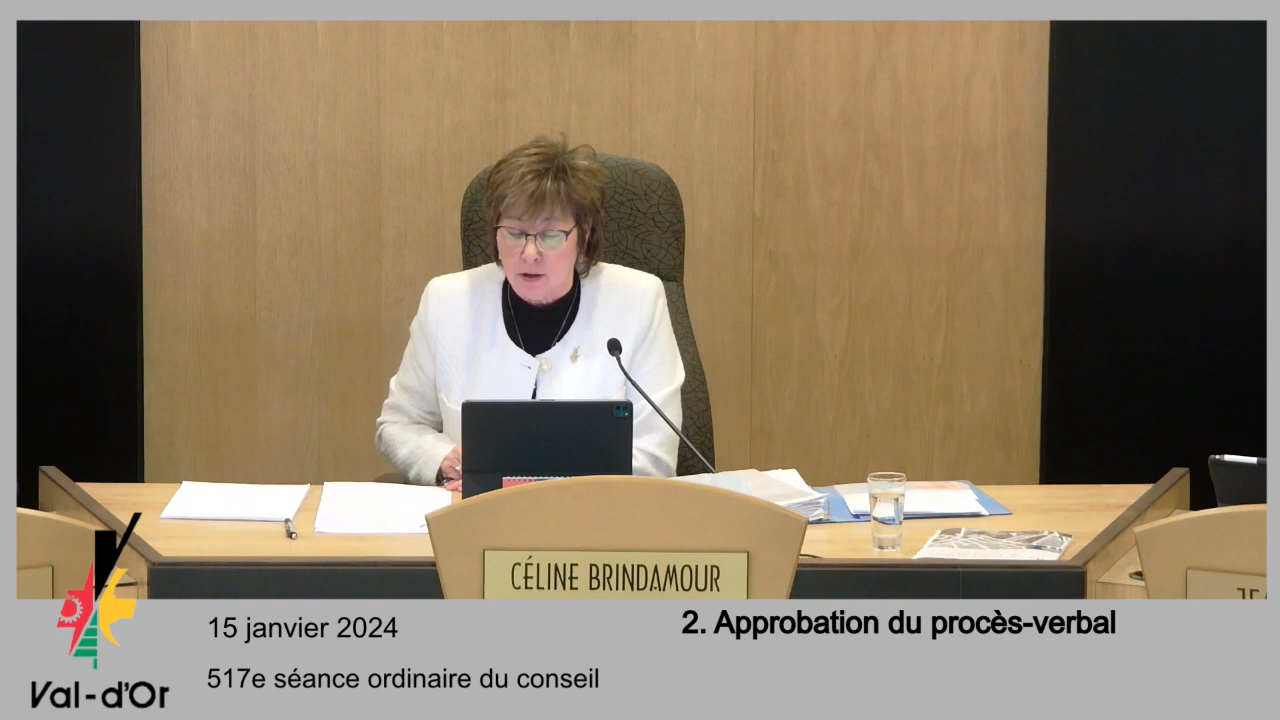 CÉLINE BRINDAMOUR
15 janvier 2024
2. Approbation du procès-verbal
517e séance ordinaire du conseil
Val-d'Or